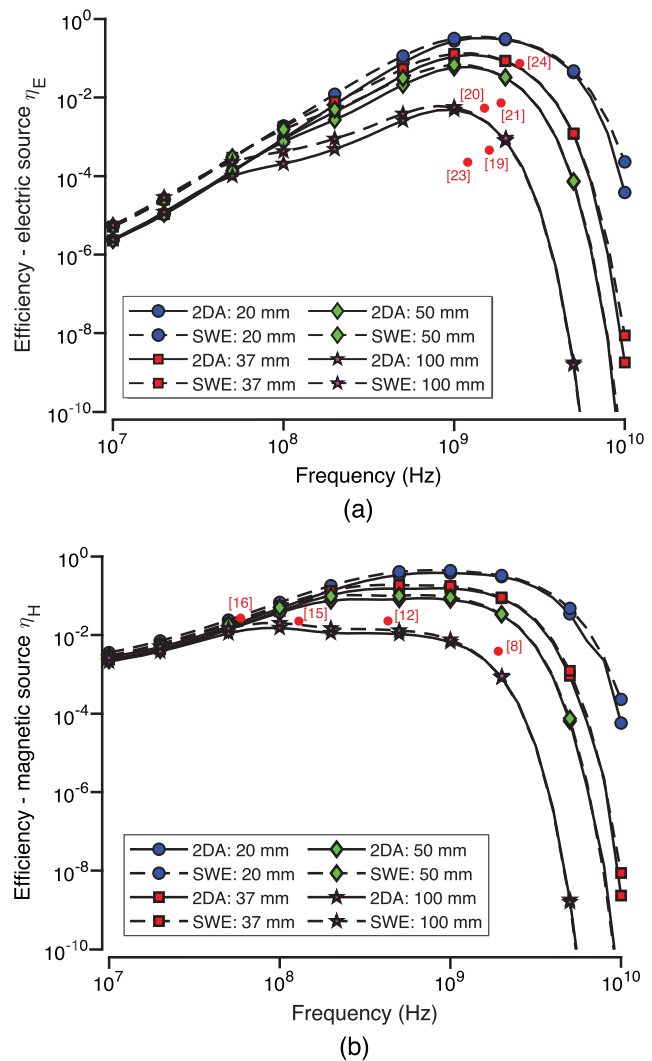 (a)
Efficiency - electric source η_E
10^0
10^-2
10^-4
10^-6
10^-8
10^-10
[24]
[20]
[21]
[19]
[23]
2DA: 20 mm
SWE: 20 mm
2DA: 37 mm
SWE: 37 mm
2DA: 50 mm
SWE: 50 mm
2DA: 100 mm
SWE: 100 mm
10^7 10^8 10^9 10^10
Frequency (Hz)
(a)
Efficiency - magnetic source η_H
10^0
10^-2
10^-4
10^-6
10^-8
10^-10
[16]
[15]
[12]
[8]
2DA: 20 mm
SWE: 20 mm
2DA: 37 mm
SWE: 37 mm
2DA: 50 mm
SWE: 50 mm
2DA: 100 mm
SWE: 100 mm
10^7 10^8 10^9 10^10
Frequency (Hz)
(b)